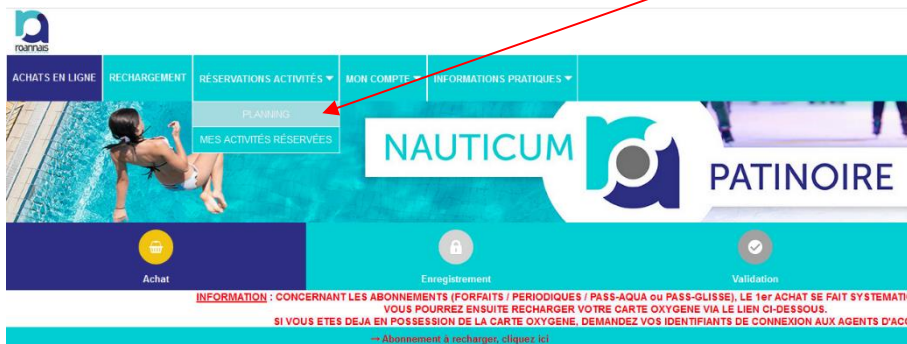 roannais
ACHATS EN LIGNE RECHARGEMENT RÉSERVATIONS ACTIVITÉS MON COMPTE INFORMATIONS PRATIQUES
PLANNING
MES ACTIVITÉS RÉSERVÉES
NAUTICUM
PATINOIRE
Achat Enregistrement Validation
INFORMATION : CONCERNANT LES ABONNEMENTS (FORFAITS / PERIODIQUES / PASS-AQUA ou PASS-GLISSE), LE 1er ACHAT SE FAIT SYSTEMATI
VOUS POURREZ ENSUITE RECHARGER VOTRE CARTE OXYGENE VIA LE LIEN CI-DESSOUS.
SI VOUS ETES DEJA EN POSSESSION DE LA CARTE OXYGENE, DEMANDEZ VOS IDENTIFIANTS DE CONNEXION AUX AGENTS D'ACC
→ Abonnement à recharger, cliquez ici